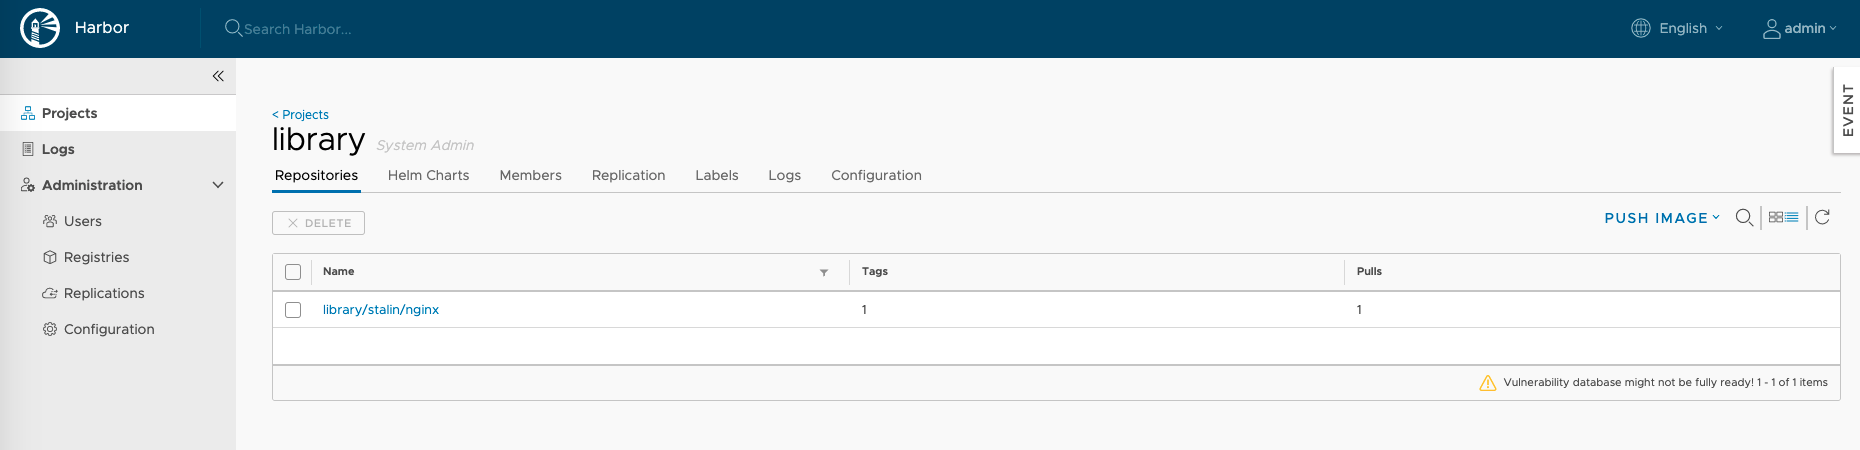 Harbor
Search Harbor...
English
admin
EVENT
Projects
Logs
Administration
Users
Registries
Replications
Configuration
< Projects
library System Admin
Repositories Helm Charts Members Replication Labels Logs Configuration
DELETE
PUSH IMAGE
Name Tags Pulls
library/stalin/nginx 1 1
Vulnerability database might not be fully ready! 1 - 1 of 1 items